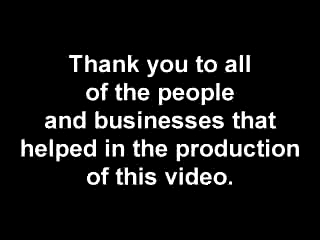 Thank you to all
of the people
and businesses that
helped in the production
of this video.